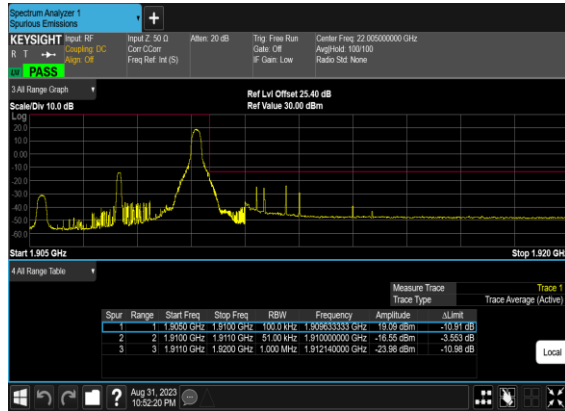 Spectrum Analyzer 1
Spurious Emissions
+
KEYSIGHT Input: RF Input Z: 50 Ω Atten: 20 dB Trig: Free Run Center Freq: 22.005000000 GHz
R T Coupling: DC Corr CCorr Gate: Off Avg|Hold: 100/100
Align: Off Freq Ref: Int (S) IF Gain: Low Radio Std: None
LM PASS
3 All Range Graph Ref Lvl Offset 25.40 dB
Scale/Div 10.0 dB Ref Value 30.00 dBm
Log
20.0
10.0
0.00
-10.0
-20.0
-30.0
-40.0
-50.0
-60.0
Start 1.905 GHz Stop 1.920 GH
4 All Range Table
Measure Trace Trace 1
Trace Type Trace Average (Active)
Spur Range Start Freq Stop Freq RBW Frequency Amplitude ΔLimit
1 1 1.9050 GHz 1.9100 GHz 100.0 kHz 1.909633333 GHz 19.09 dBm -10.91 dB
2 2 1.9100 GHz 1.9110 GHz 51.00 kHz 1.910000000 GHz -16.55 dBm -3.553 dB
3 3 1.9110 GHz 1.9200 GHz 1.000 MHz 1.912140000 GHz -23.98 dBm -10.98 dB
Local
? Aug 31, 2023
10:52:20 PM